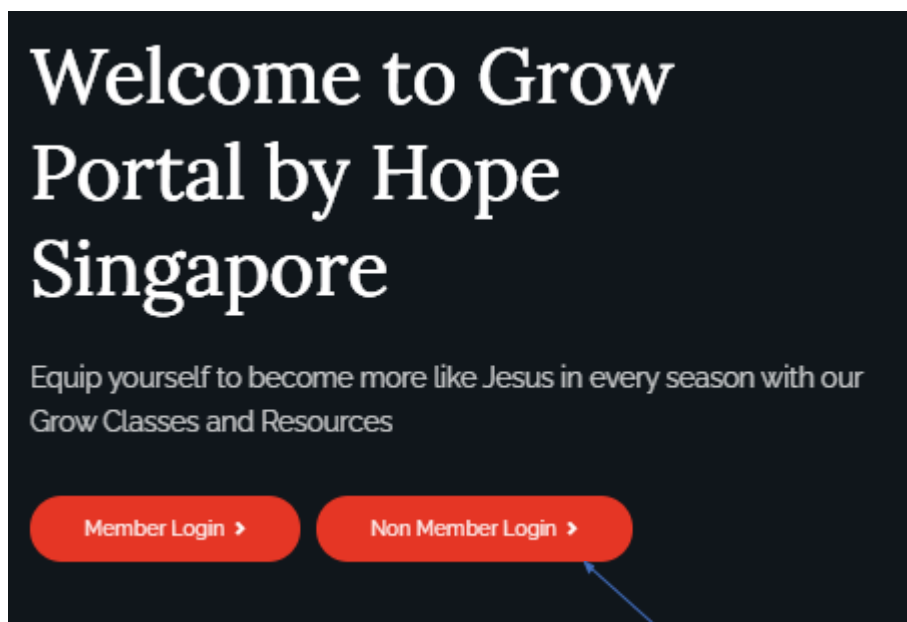 Welcome to Grow
Portal by Hope
Singapore
Equip yourself to become more like Jesus in every season with our
Grow Classes and Resources
Member Login >
Non Member Login >